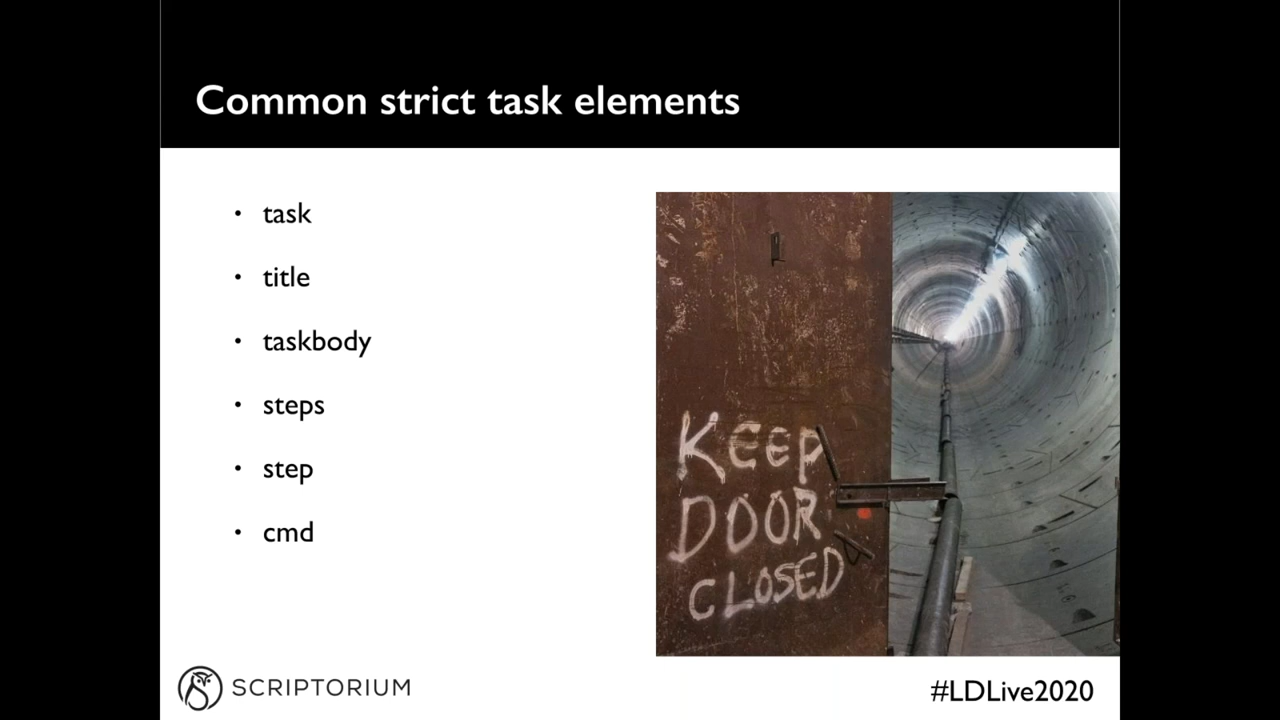 Common strict task elements
• task
• title
• taskbody
• steps
• step
• cmd
KEEP
DOOR
CLOSED
SCRIPTORIUM
#LDLive2020